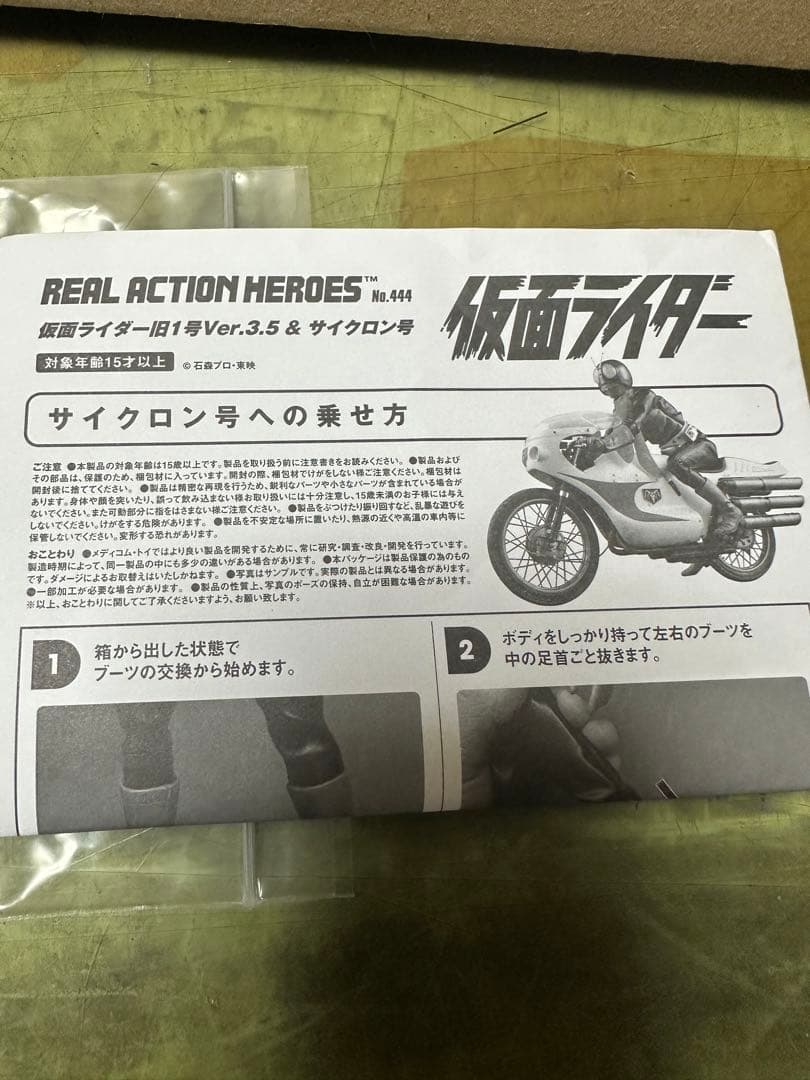 REAL ACTION HEROES™ No.444
仮面ライダー旧1号Ver.3.5 & サイクロン号
対象年齢15才以上 ©石森プロ・東映
仮面ライダー
サイクロン号への乗せ方
ご注意 ●本製品の対象年齢は15歳以上です。製品を取り扱う前に注意書きをお読みください。 ●製品および
その部品は、保護のため、梱包材に入っています。開封の際、梱包材でけがをしない様ご注意ください。梱包材は
開封後に捨ててください。 ●製品は精密な再現を行うため、鋭利なパーツや小さなパーツが含まれている場合が
あります。身体や顔を突いたり、誤って飲み込まない様お取り扱いには十分注意し、15歳未満のお子様には与え
ないでください。また可動部分に指をはさまない様ご注意ください。 ●製品をぶつけたり振り回すなど、乱暴な遊びを
しないでください。けがをする危険があります。 ●製品を不安定な場所に置いたり、熱源の近くや高温の車内等に
保管しないでください。変形する恐れがあります。
おことわり ●メディコム・トイではより良い製品を開発するために、常に研究・調査・改良・開発を行っています。
製造時期によって、同一製品の中にも多少の違いがある場合があります。 ●本パッケージは製品保護の為のもの
です。ダメージによるお取替えはいたしかねます。 ●写真はサンプルです。実際の製品とは異なる場合があります。
●一部加工が必要な場合があります。 ●製品の性質上、写真のポーズの保持、自立が困難な場合があります。
※以上、おことわりに関してご了承くださいますよう、お願い致します。
1 箱から出した状態で
ブーツの交換から始めます。
2 ボディをしっかり持って左右のブーツを
中の足首ごと抜きます。